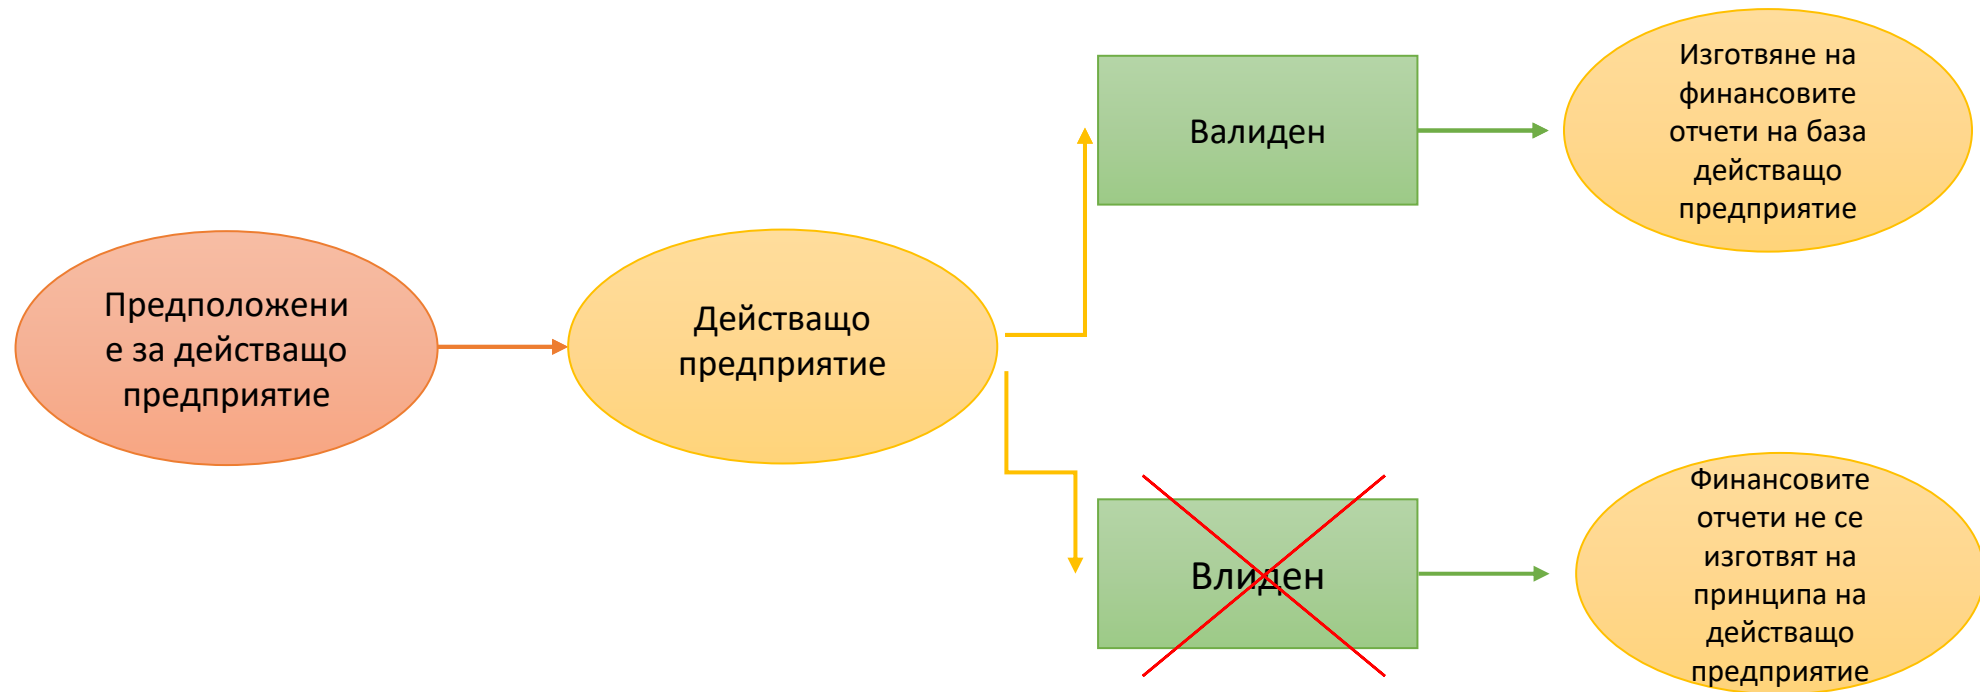 Предположени
е за действащо
предприятие
Действащо
предприятие
Валиден
Изготвяне на
финансовите
отчети на база
действащо
предприятие
Влиден
Финансовите
отчети не се
изготвят на
принципа на
действащо
предприятие